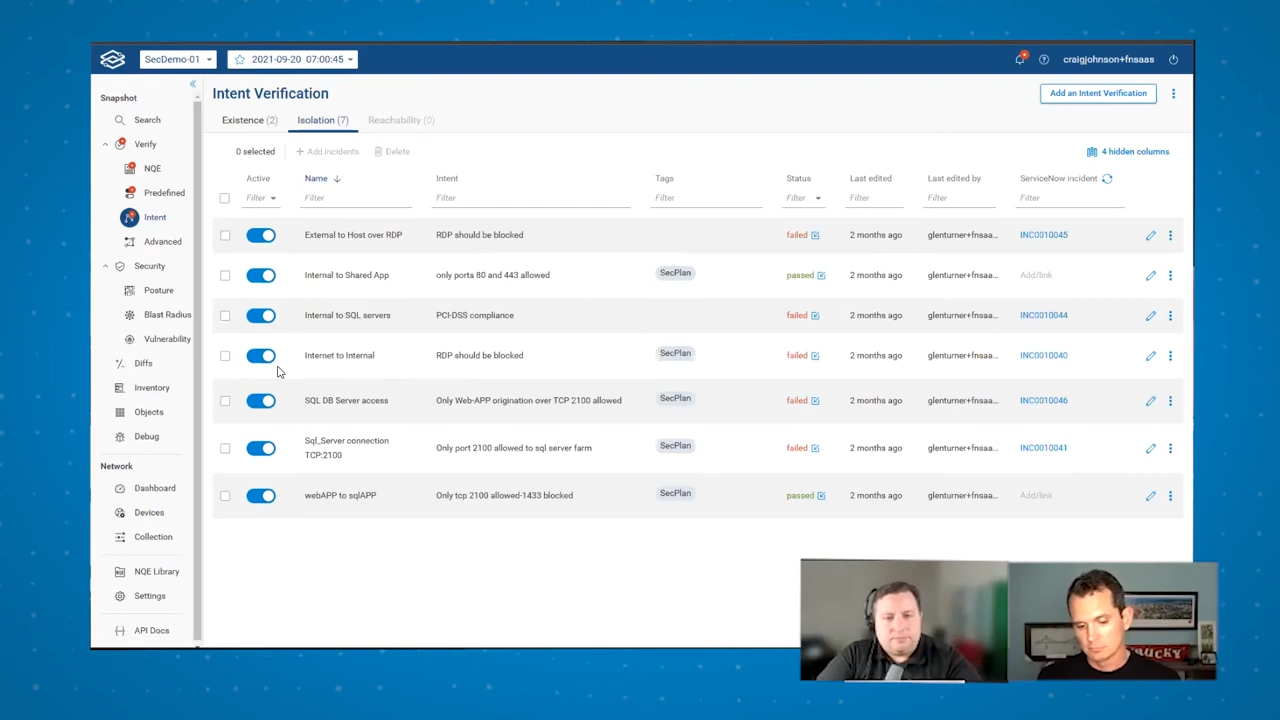 SecDemo-01
2021-09-20 07:00:45
craigjohnson+fnsaas
Snapshot
Search
Verify
NQE
Predefined
Intent
Advanced
Security
Posture
Blast Radius
Vulnerability
Diffs
Inventory
Objects
Debug
Network
Dashboard
Devices
Collection
NQE Library
Settings
API Docs
Intent Verification
Add an Intent Verification
Existence (2) Isolation (7) Reachability (0)
0 selected + Add incidents Delete 4 hidden columns
Active Name Intent Tags Status Last edited Last edited by ServiceNow incident
Filter Filter Filter Filter Filter Filter Filter Filter
External to Host over RDP RDP should be blocked failed 2 months ago glenturner+fnsaa... INC0010045
Internal to Shared App only ports 80 and 443 allowed SecPlan passed 2 months ago glenturner+fnsaa... Add/link
Internal to SQL servers PCI-DSS compliance failed 2 months ago glenturner+fnsaa... INC0010044
Internet to Internal RDP should be blocked SecPlan failed 2 months ago glenturner+fnsaa... INC0010040
SQL DB Server access Only Web-APP origination over TCP 2100 allowed SecPlan failed 2 months ago glenturner+fnsaa... INC0010046
Sql_Server connection TCP:2100 Only port 2100 allowed to sql server farm SecPlan failed 2 months ago glenturner+fnsaa... INC0010041
webAPP to sqlAPP Only tcp 2100 allowed-1433 blocked SecPlan passed 2 months ago glenturner+fnsaa... Add/link